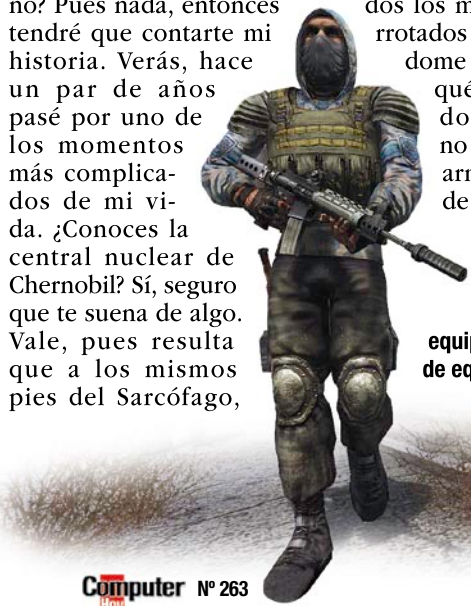 no? Pues nada, entonces
tendré que contarte mi
historia. Verás, hace
un par de años
pasé por uno de
los momentos
más complica-
dos de mi vi-
da. ¿Conoces la
central nuclear de
Chernobil? Sí, seguro
que te suena de algo.
Vale, pues resulta
que a los mismos
pies del Sarcófago,
dos los m
rrotados
dome
qué
do
no
arr
de
equip
de eq
Computer Hoy Nº 263